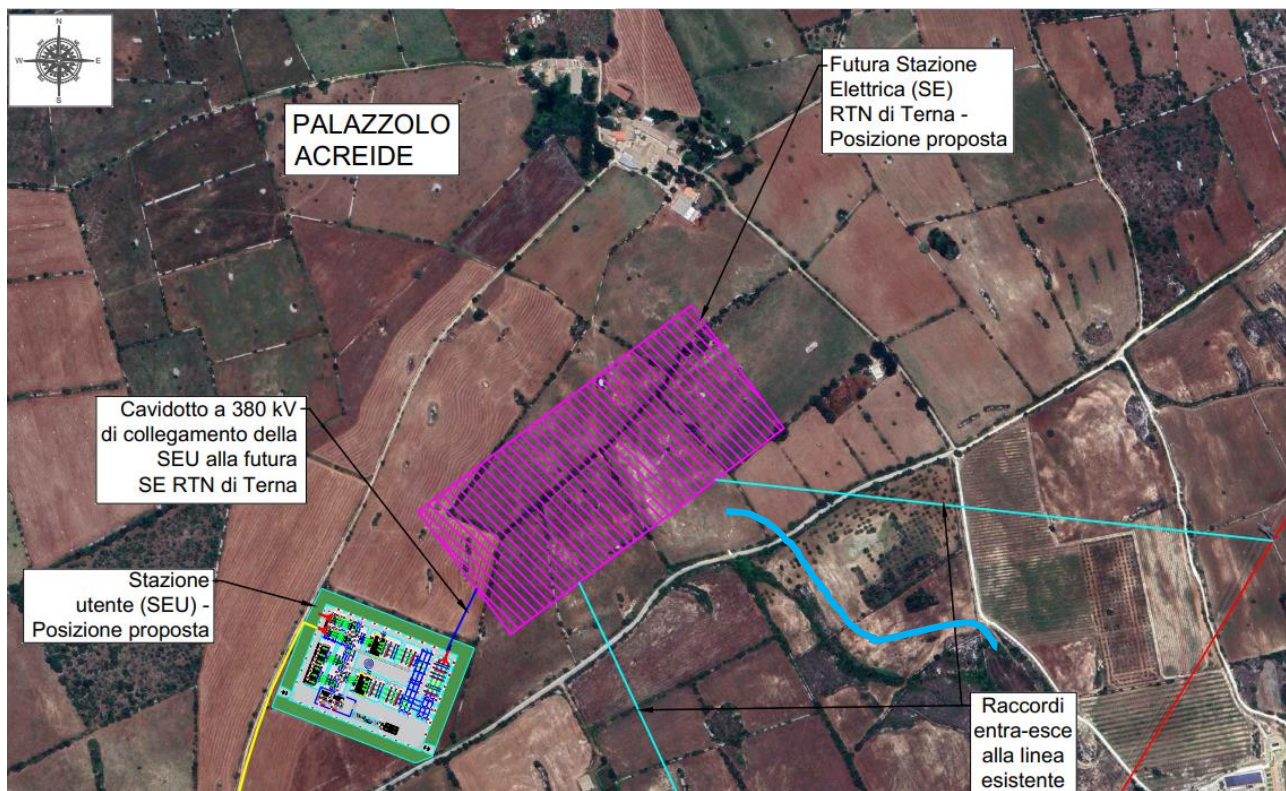 N
W
E
S
PALAZZOLO
ACREIDE
Futura Stazione
Elettrica (SE)
RTN di Terna -
Posizione proposta
Cavidotto a 380 kV
di collegamento della
SEU alla futura
SE RTN di Terna
Stazione
utente (SEU) -
Posizione proposta
Raccordi
entra-esce
alla linea
esistente